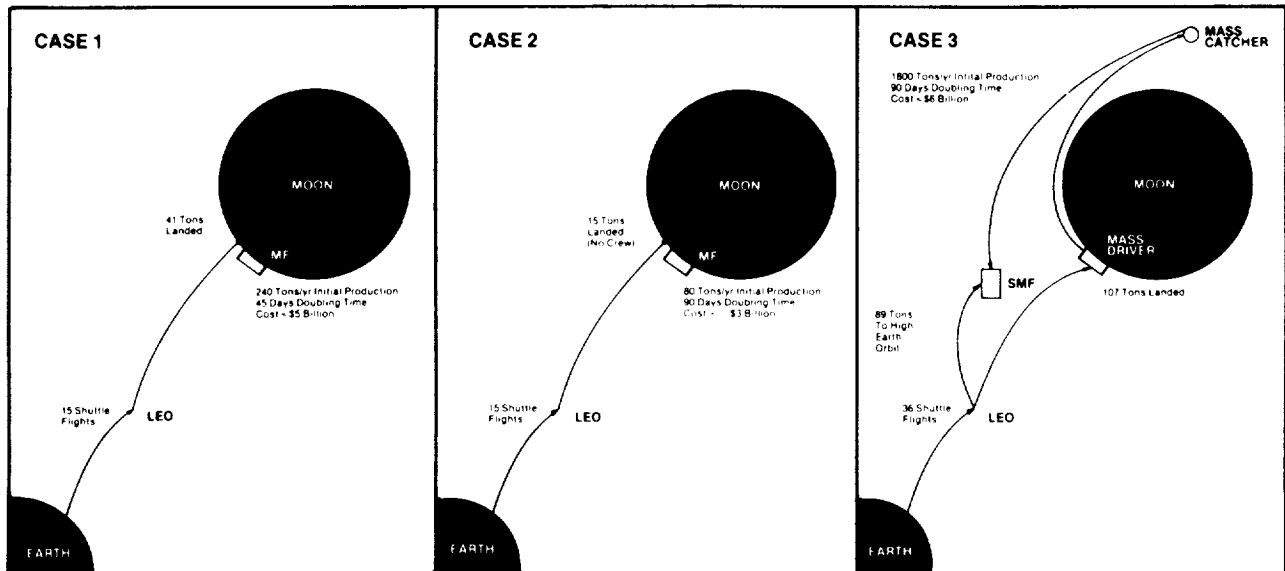 CASE 1
MOON
41 Tons
Landed
MF
240 Tons/yr Initial Production
45 Days Doubling Time
Cost ≈ $5 Billion
15 Shuttle
Flights
LEO
EARTH
CASE 2
MOON
15 Tons
Landed
(No Crew)
MF
80 Tons/yr Initial Production
90 Days Doubling Time
Cost ≈ $3 Billion
15 Shuttle
Flights
LEO
EARTH
CASE 3
MASS
CATCHER
1800 Tons/yr Intital Production
90 Days Doubling Time
Cost ≈ $6 Billion
MOON
MASS
DRIVER
107 Tons Landed
SMF
89 Tons
To High
Earth
Orbit
36 Shuttle
Flights
LEO
EARTH